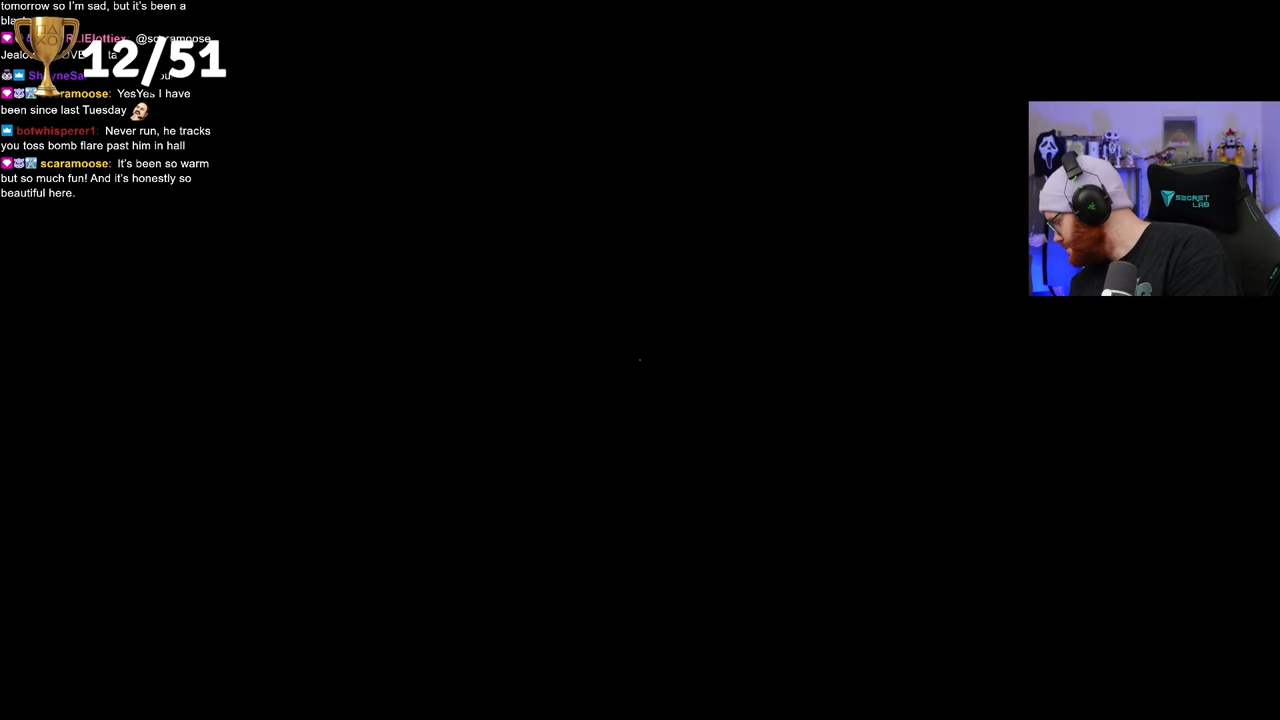 tomorrow so I'm sad, but it's been a
12/51
@scaramoose
botwhisperer1: Never run, he tracks
you toss bomb flare past him in hall
YesYes I have
been since last Tuesday
scaramoose: It's been so warm
but so much fun! And it's honestly so
beautiful here.
SECRET
LAB